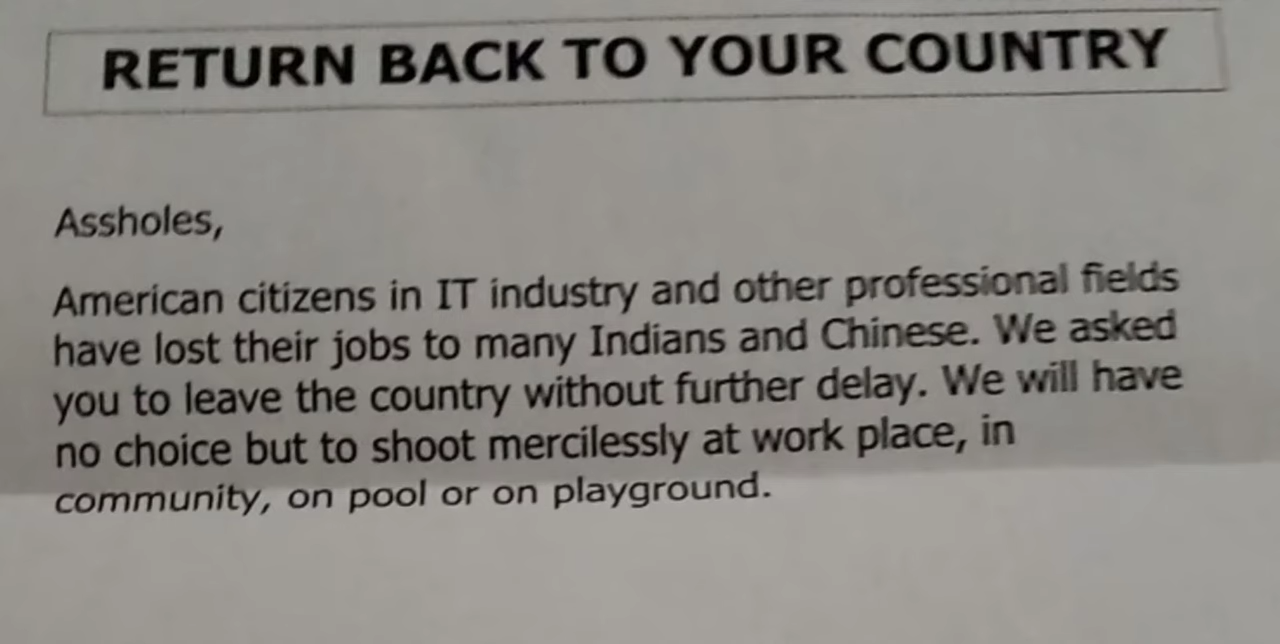 RETURN BACK TO YOUR COUNTRY
Assholes,
American citizens in IT industry and other professional fields
have lost their jobs to many Indians and Chinese. We asked
you to leave the country without further delay. We will have
no choice but to shoot mercilessly at work place, in
community, on pool or on playground.